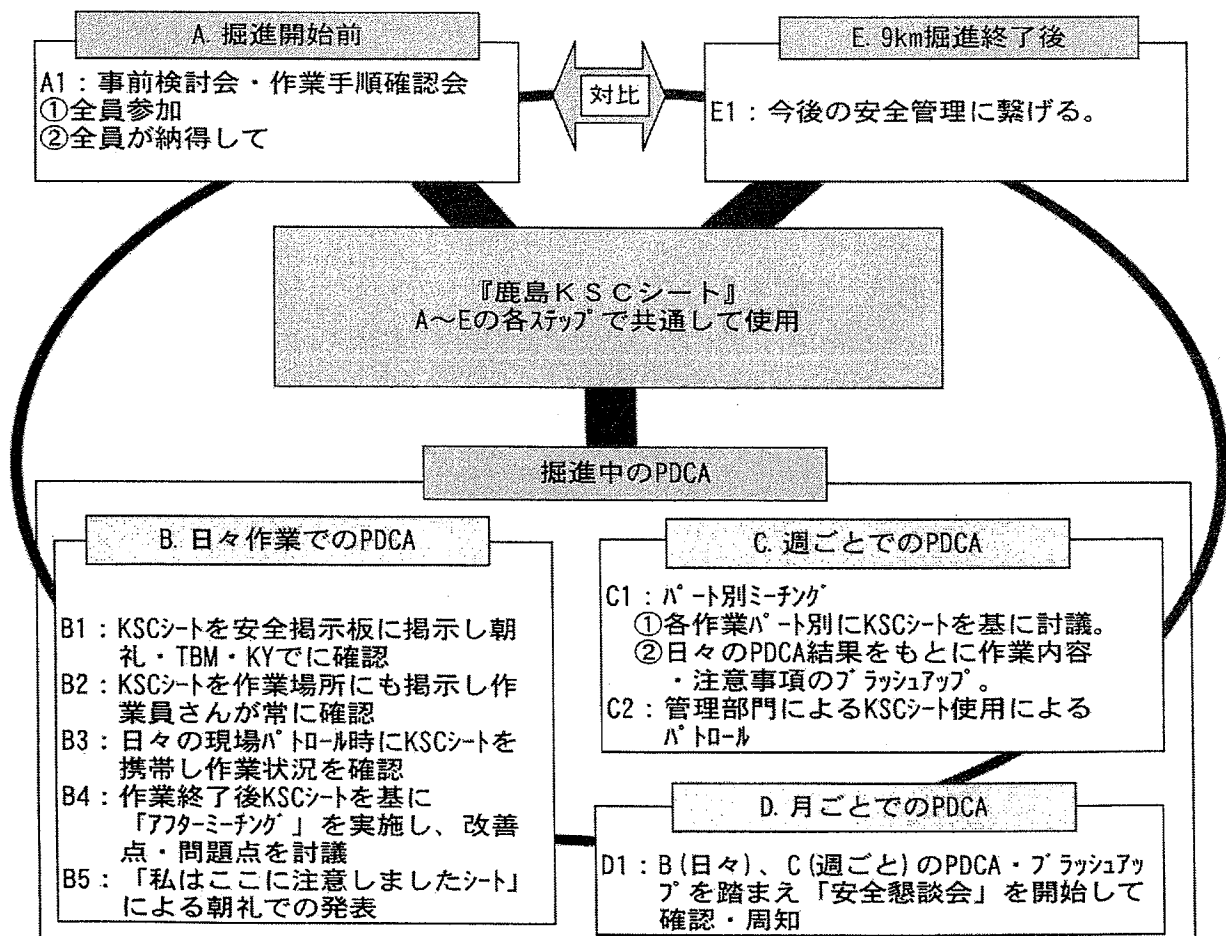 A. 掘進開始前
A1：事前検討会・作業手順確認会
①全員参加
②全員が納得して
対比
E. 9km掘進終了後
E1：今後の安全管理に繋げる。
『鹿島ＫＳＣシート』
A～Eの各ｽﾃｯﾌﾟで共通して使用
掘進中のPDCA
B. 日々作業でのPDCA
B1：KSCｼｰﾄを安全掲示板に掲示し朝
礼・TBM・KYでに確認
B2：KSCｼｰﾄを作業場所にも掲示し作
業員さんが常に確認
B3：日々の現場ﾊﾟﾄﾛｰﾙ時にKSCｼｰﾄを
携帯し作業状況を確認
B4：作業終了後KSCｼｰﾄを基に
「ｱﾌﾀｰﾐｰﾁﾝｸﾞ」を実施し、改善
点・問題点を討議
B5：「私はここに注意しましたｼｰﾄ」
による朝礼での発表
C. 週ごとでのPDCA
C1：ﾊﾟｰﾄ別ﾐｰﾁﾝｸﾞ
①各作業ﾊﾟｰﾄ別にKSCｼｰﾄを基に討議。
②日々のPDCA結果をもとに作業内容
・注意事項のﾌﾞﾗｯｼｭｱｯﾌﾟ。
C2：管理部門によるKSCｼｰﾄ使用による
ﾊﾟﾄﾛｰﾙ
D. 月ごとでのPDCA
D1：B(日々)、C(週ごと)のPDCA・ﾌﾞﾗｯｼｭｱｯ
ﾌﾟを踏まえ「安全懇談会」を開始して
確認・周知